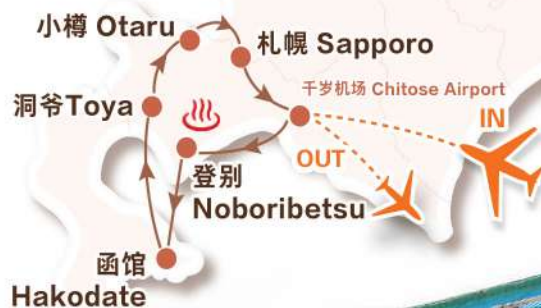 小樽 Otaru
札幌 Sapporo
千岁机场 Chitose Airport
IN
洞爷Toya
OUT
登别
Noboribetsu
函馆
Hakodate